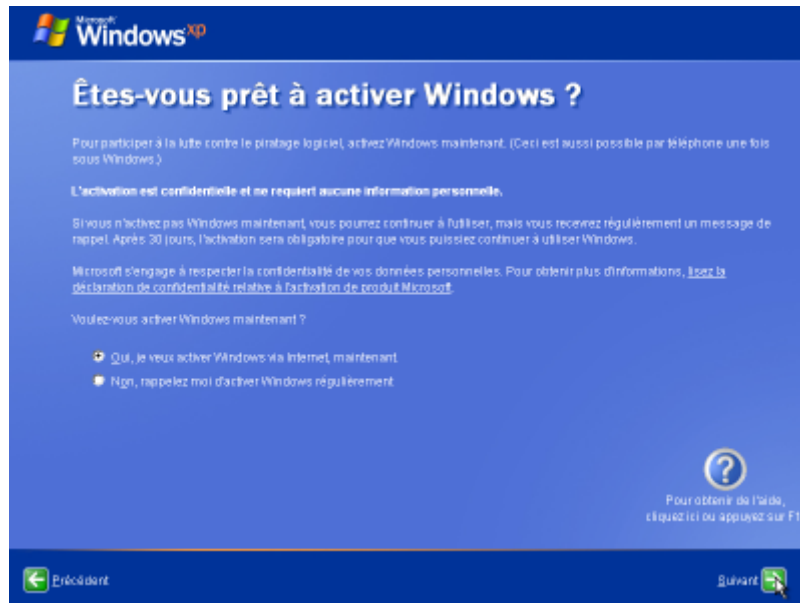 Microsoft
Windows xp
Êtes-vous prêt à activer Windows ?
Pour participer à la lutte contre le piratage logiciel, activez Windows maintenant. (Ceci est aussi possible par téléphone une fois
sous Windows.)
L'activation est confidentielle et ne requiert aucune information personnelle.
Si vous n'activez pas Windows maintenant, vous pourrez continuer à l'utiliser, mais vous recevrez régulièrement un message de
rappel. Après 30 jours, l'activation sera obligatoire pour que vous puissiez continuer à utiliser Windows.
Microsoft s'engage à respecter la confidentialité de vos données personnelles. Pour obtenir plus d'informations, lisez la
déclaration de confidentialité relative à l'activation de produit Microsoft.
Voulez-vous activer Windows maintenant ?
Oui, je veux activer Windows via Internet, maintenant
Non, rappelez moi d'activer Windows régulièrement
Pour obtenir de l'aide,
cliquez ici ou appuyez sur F1
Précédent
Suivant